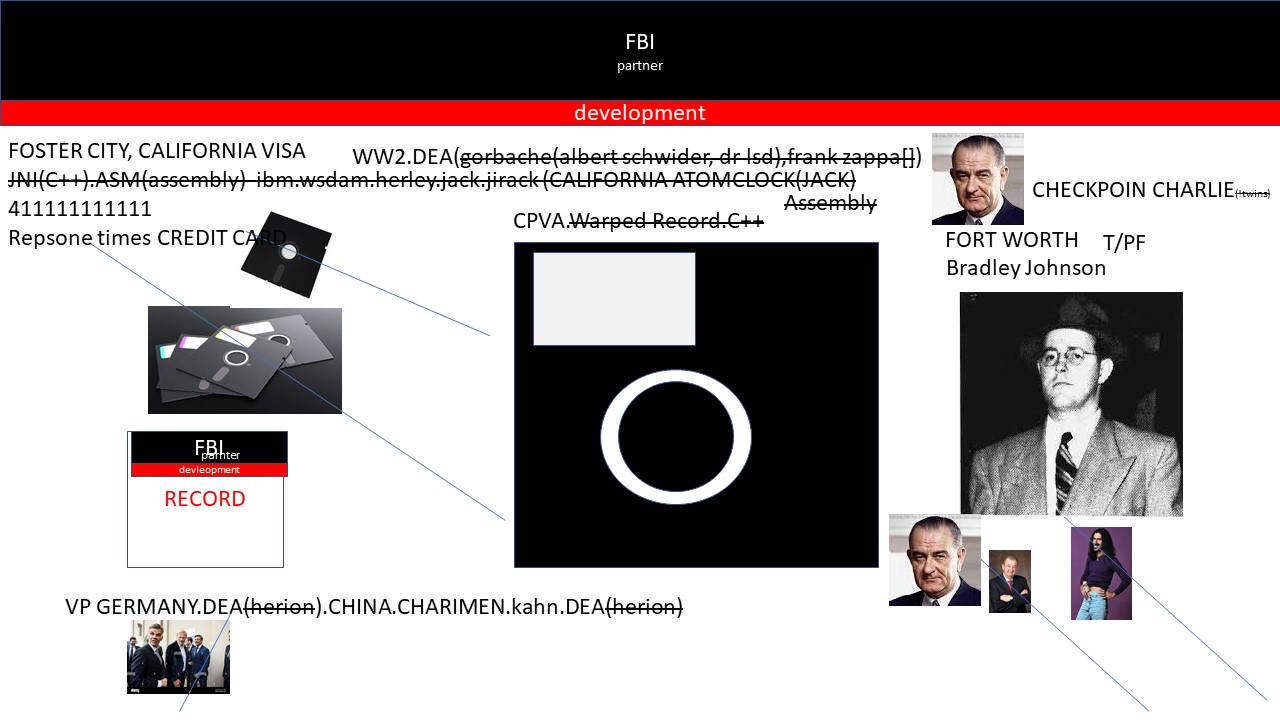 FBI
partner
development
FOSTER CITY, CALIFORNIA VISA
WW2.DEA(gorbache(albert schwider, dr lsd),frank zappa[])
JNI(C++).ASM(assembly) ibm.wsdam.herley.jack.jirack (CALIFORNIA ATOMCLOCK(JACK)
Assembly
411111111111
CPVA.Warped Record.C++
Repsone times CREDIT CARD
CHECKPOIN CHARLIE(!twins)
FORT WORTH T/PF
Bradley Johnson
FBI
parnter
devleopment
RECORD
VP GERMANY.DEA(herion).CHINA.CHARIMEN.kahn.DEA(herion)